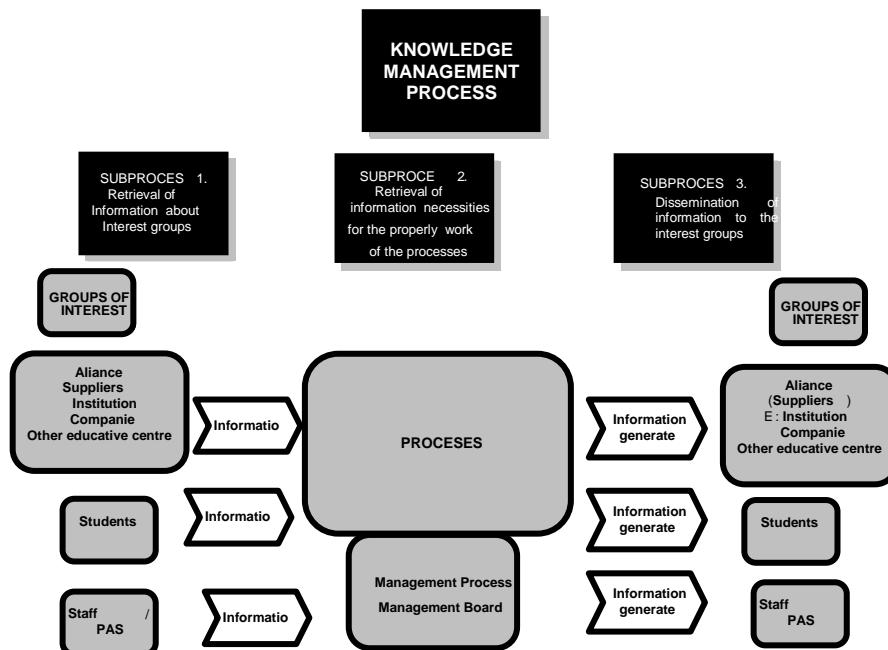 KNOWLEDGE
MANAGEMENT
PROCESS
SUBPROCES 1.
Retrieval of
Information about
Interest groups
SUBPROCE 2.
Retrieval of
information necessities
for the properly work
of the processes
SUBPROCES 3.
Dissemination of
information to the
interest groups
GROUPS OF
INTEREST
GROUPS OF
INTEREST
Aliance
Suppliers
Institution
Companie
Other educative centre
Informatio
PROCESES
Information
generate
Aliance
(Suppliers )
E : Institution
Companie
Other educative centre
Students
Informatio
Information
generate
Students
Staff /
PAS
Informatio
Management Process
Management Board
Information
generate
Staff
PAS